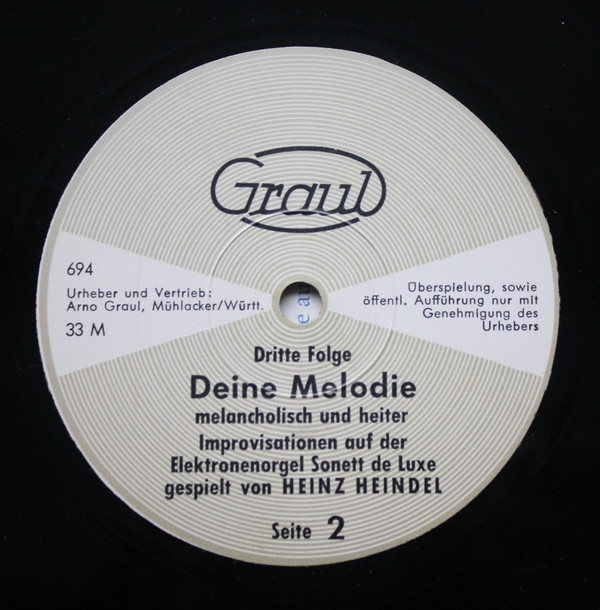 Graul
694
Urheber und Vertrieb:
Arno Graul, Mühlacker/Württ.
33 M
Überspielung, sowie
öffentl. Aufführung nur mit
Genehmigung des
Urhebers
e au
Dritte Folge
Deine Melodie
melancholisch und heiter
Improvisationen auf der
Elektronenorgel Sonett de Luxe
gespielt von HEINZ HEINDEL
Seite 2